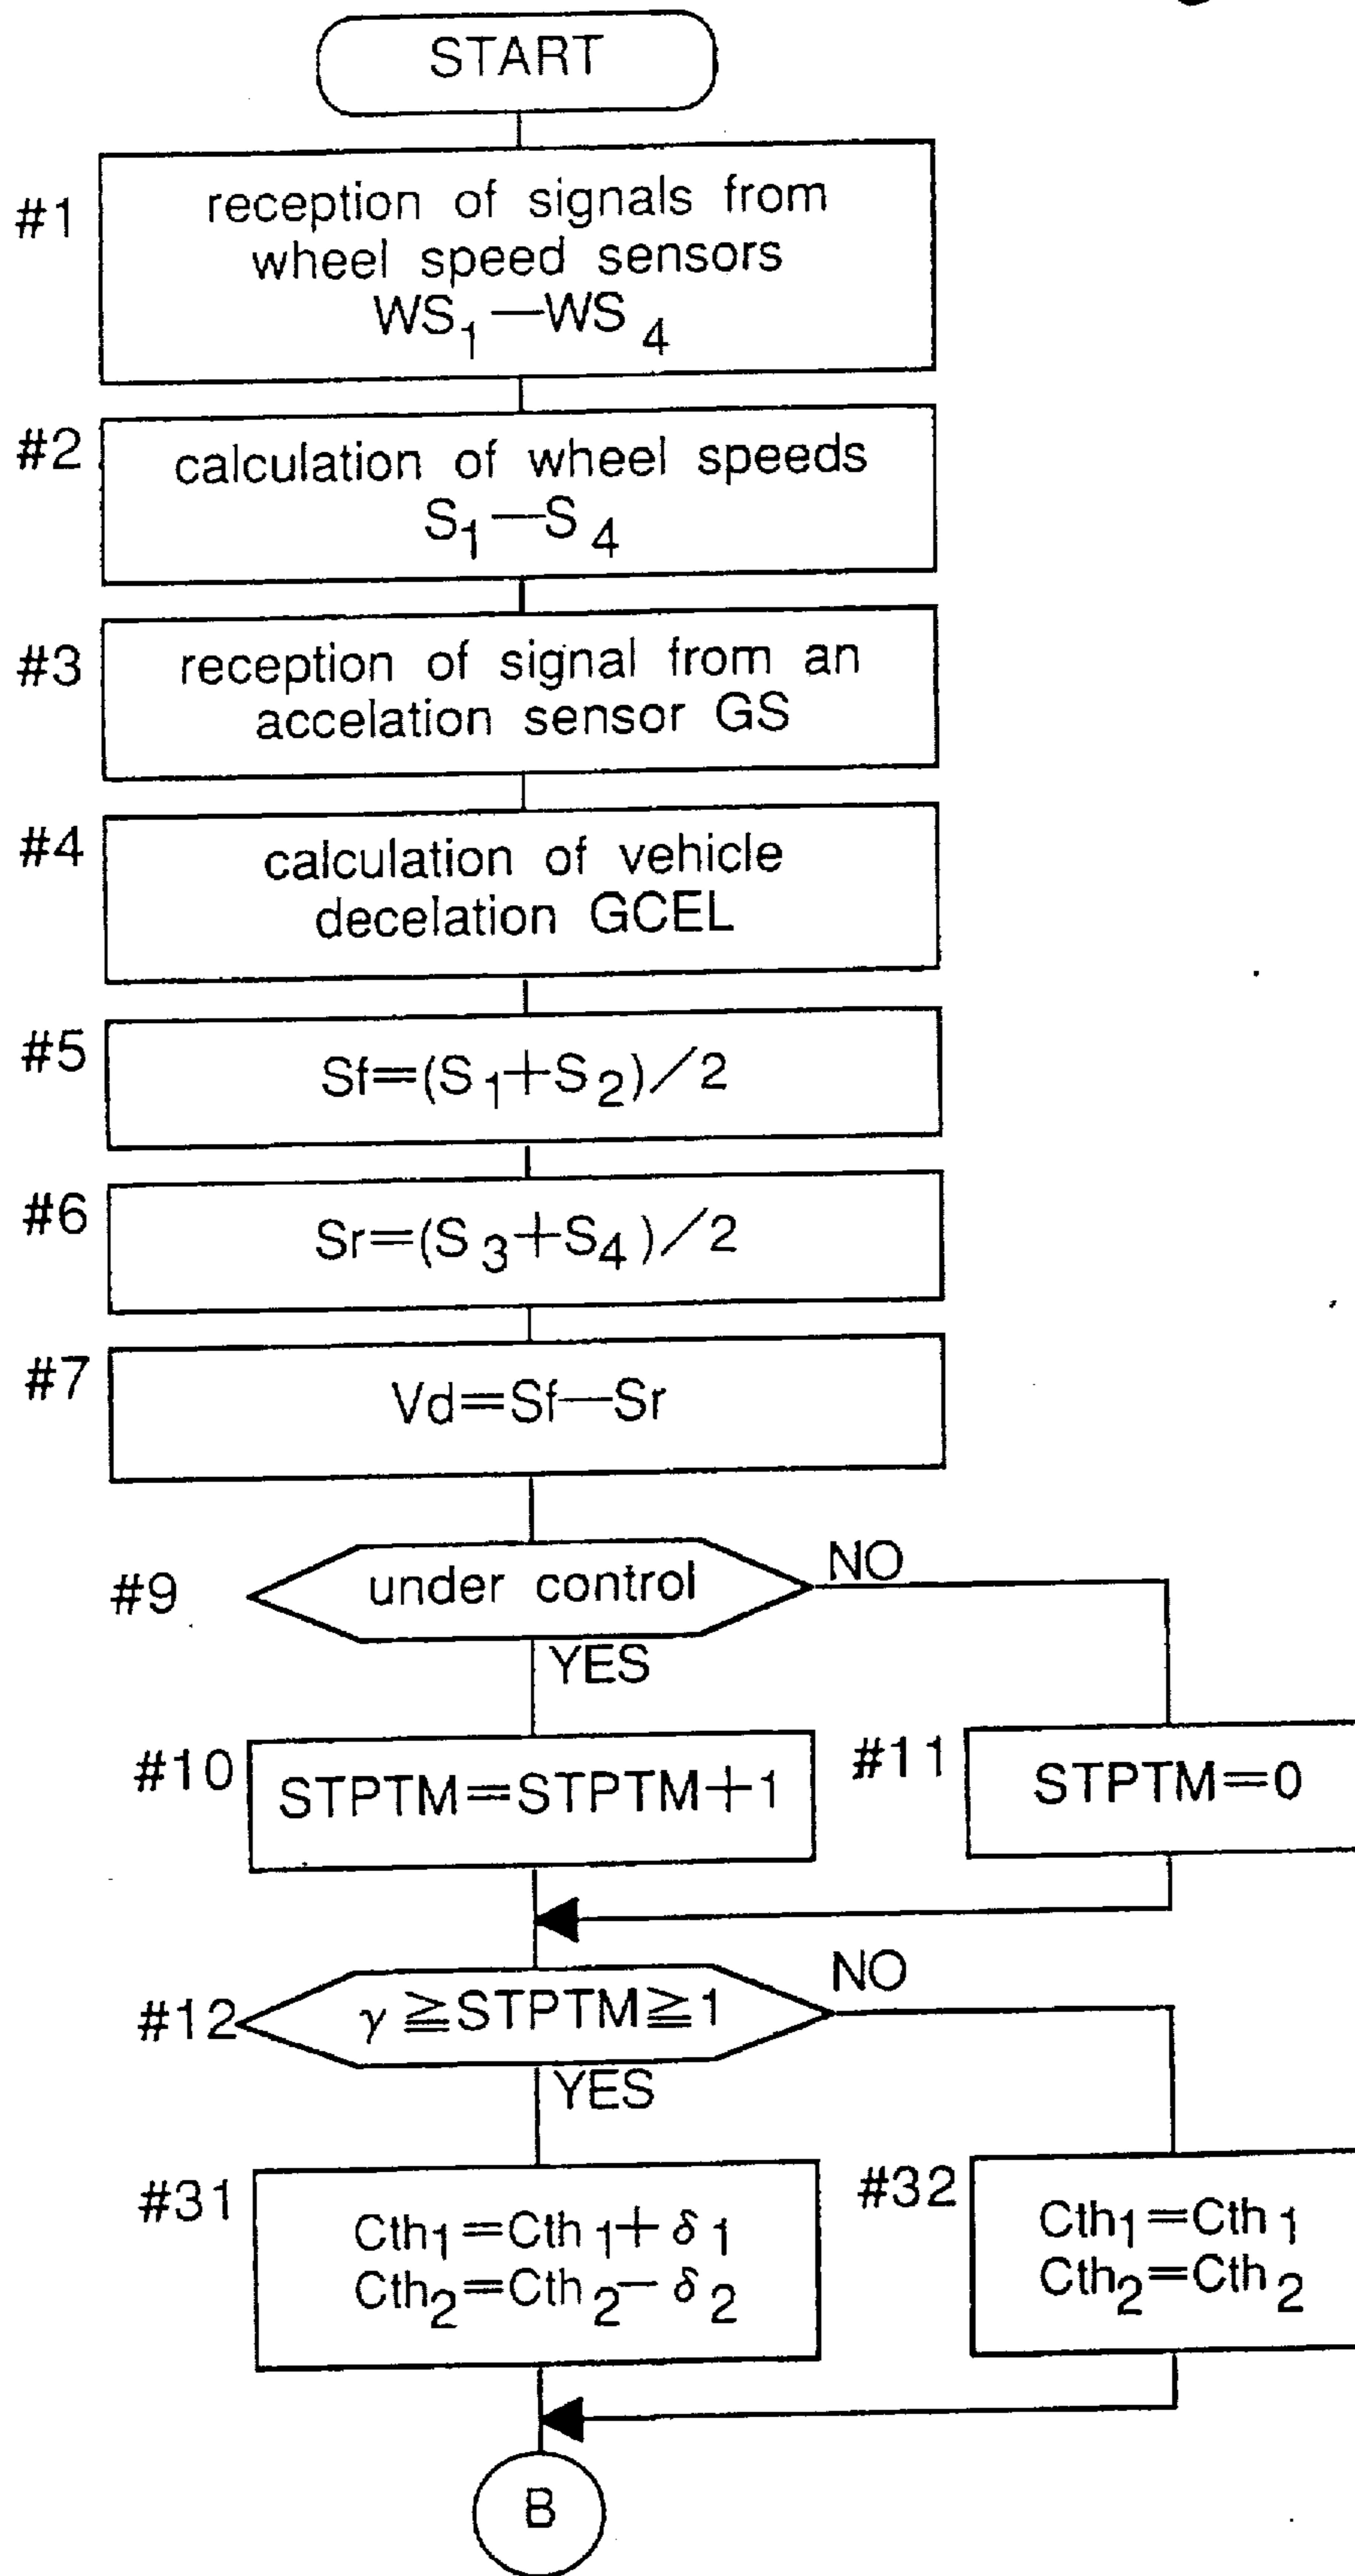 START
#1
reception of signals from
wheel speed sensors
WS₁—WS₄
#2
calculation of wheel speeds
S₁—S₄
#3
reception of signal from an
accelation sensor GS
#4
calculation of vehicle
decelation GCEL
#5
Sf=(S₁+S₂)/2
#6
Sr=(S₃+S₄)/2
#7
Vd=Sf—Sr
#9
under control
NO
YES
#10
STPTM=STPTM+1
#11
STPTM=0
#12
γ≧STPTM≧1
NO
YES
#31
Cth₁=Cth₁+δ₁
Cth₂=Cth₂-δ₂
#32
Cth₁=Cth₁
Cth₂=Cth₂
B